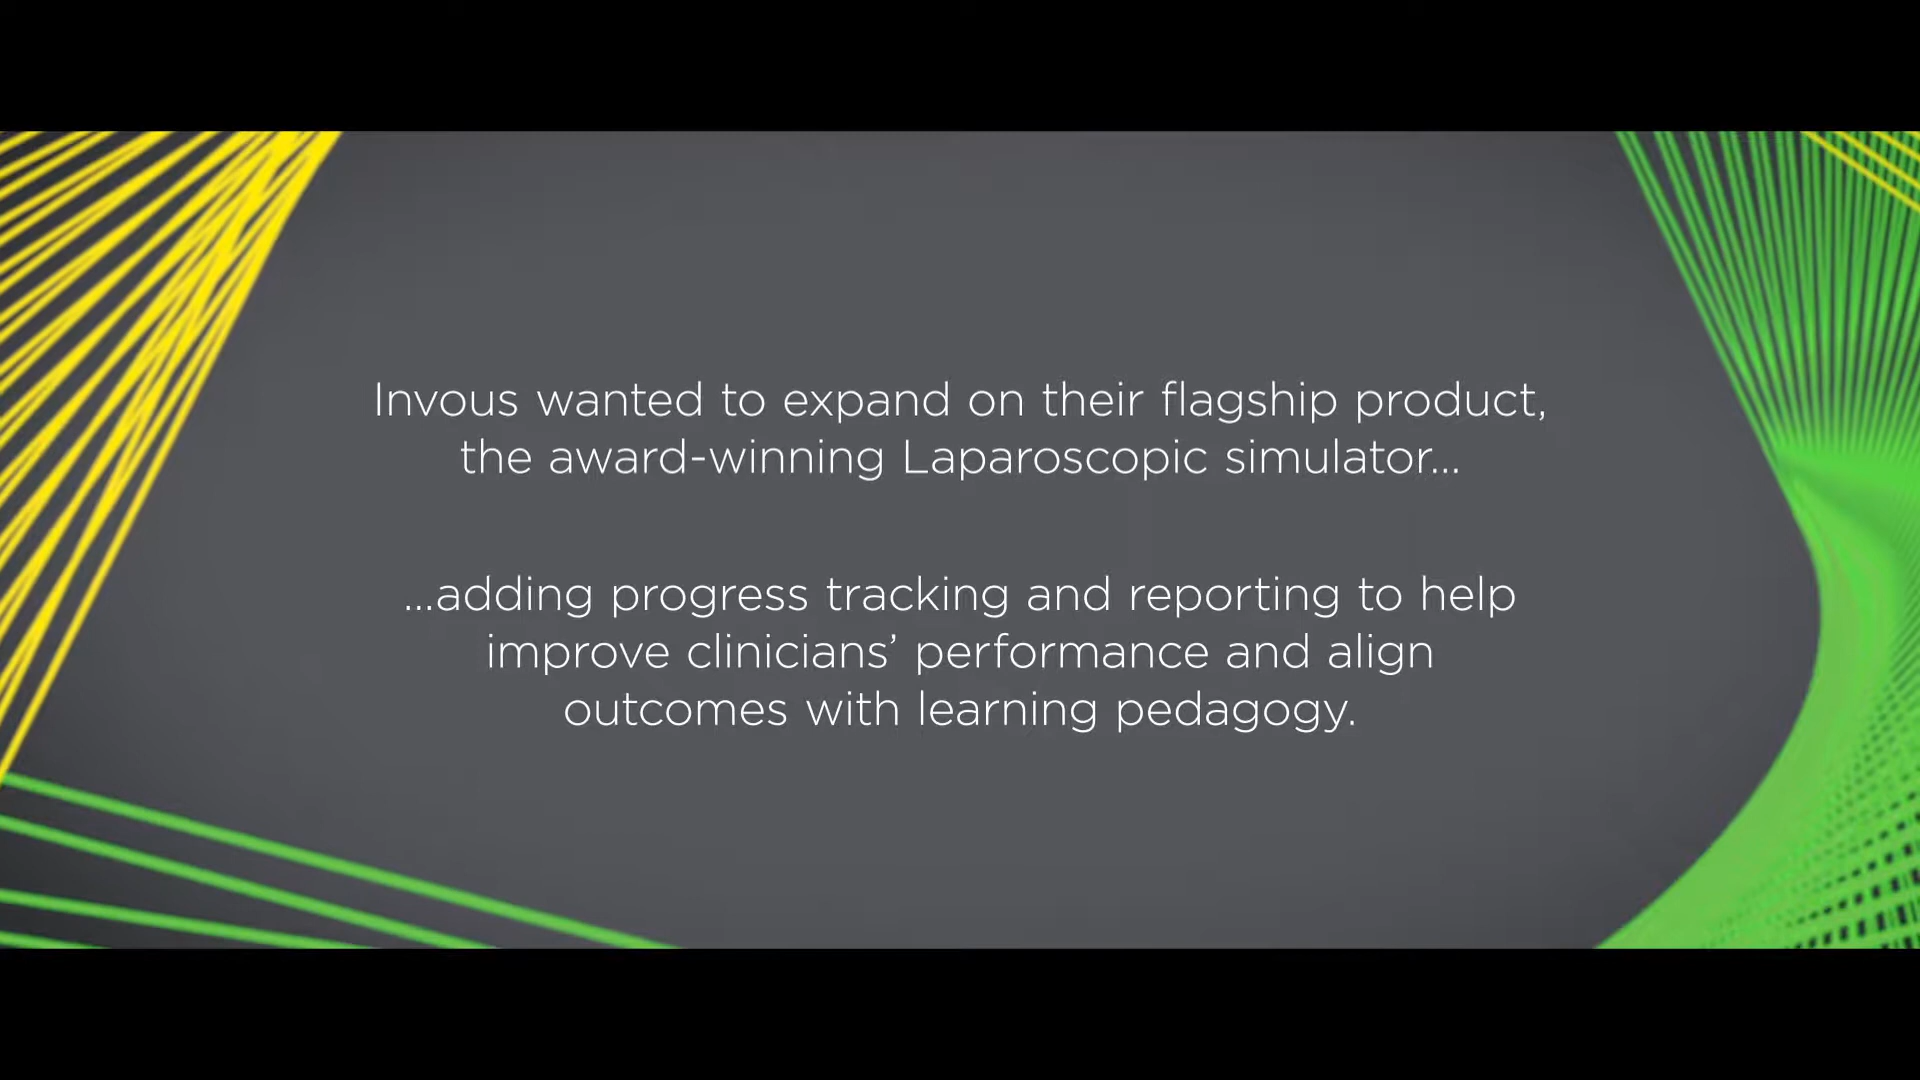 Invous wanted to expand on their flagship product,
the award-winning Laparoscopic simulator...
...adding progress tracking and reporting to help
improve clinicians’ performance and align
outcomes with learning pedagogy.